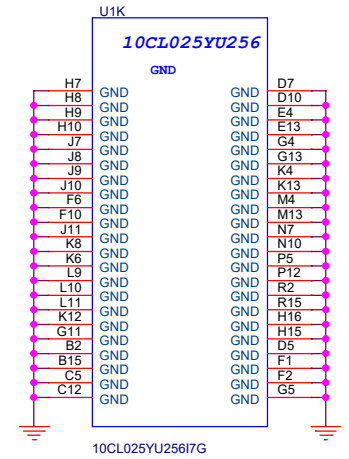 U1K
10CL025YU256
GND
H7 GND GND D7
H8 GND GND D10
H9 GND GND E4
H10 GND GND E13
J7 GND GND G4
J8 GND GND G13
J9 GND GND K4
J10 GND GND K13
F6 GND GND M4
F10 GND GND M13
J11 GND GND N7
K8 GND GND N10
K6 GND GND P5
L9 GND GND P12
L10 GND GND R2
L11 GND GND R15
K12 GND GND H16
G11 GND GND H15
B2 GND GND D5
B15 GND GND F1
C5 GND GND F2
C12 GND GND G5
10CL025YU256I7G